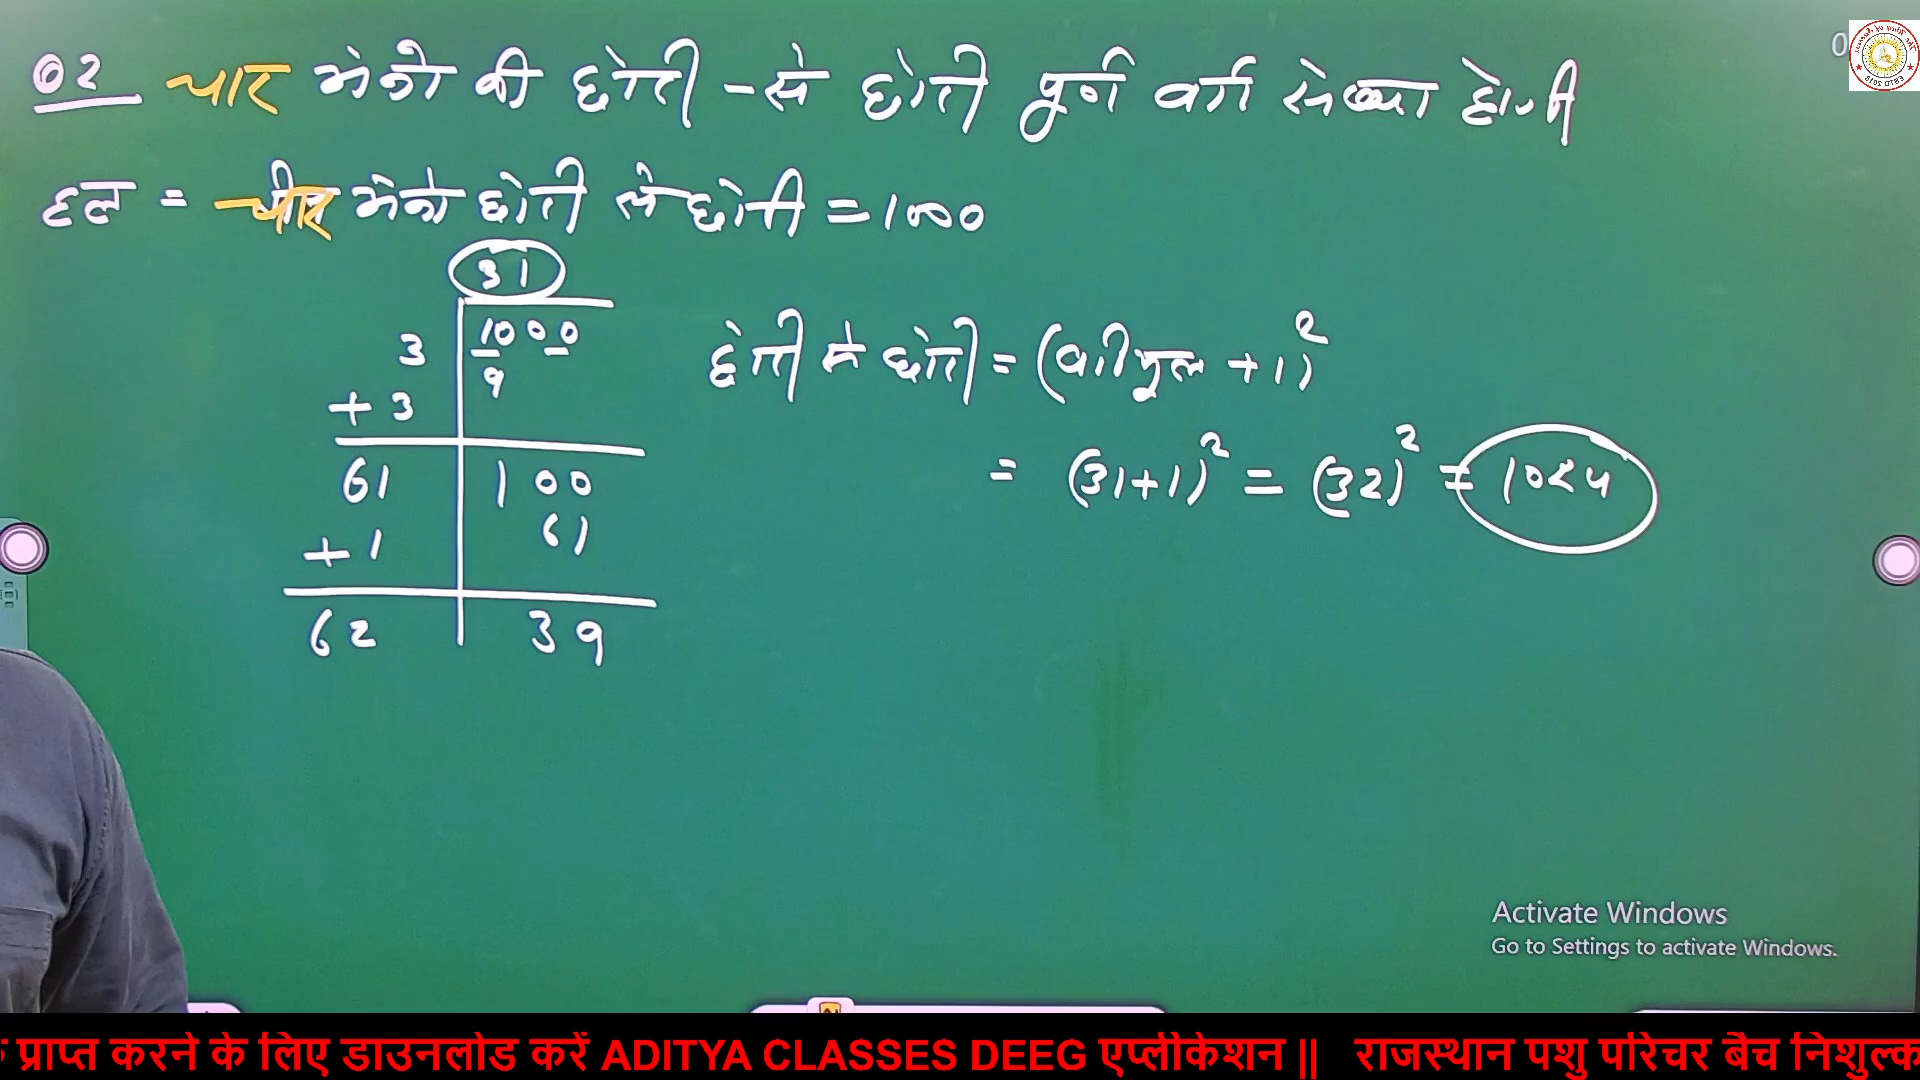 Q2 चार अंको की छोटी-से छोटी पूर्ण वर्ग संख्या होगी
हल = चार अंको छोटी से छोटी = 1000
31
3 | 1000
+ 3 | 9
61 | 100
+ 1 | 61
62 | 39
छोटी से छोटी = (वर्गमूल + 1)²
= (31+1)² = (32)² = 1024
Activate Windows
Go to Settings to activate Windows.
प्राप्त करने के लिए डाउनलोड करें ADITYA CLASSES DEEG एप्लीकेशन || राजस्थान पशु परिचर बैच निशुल्क